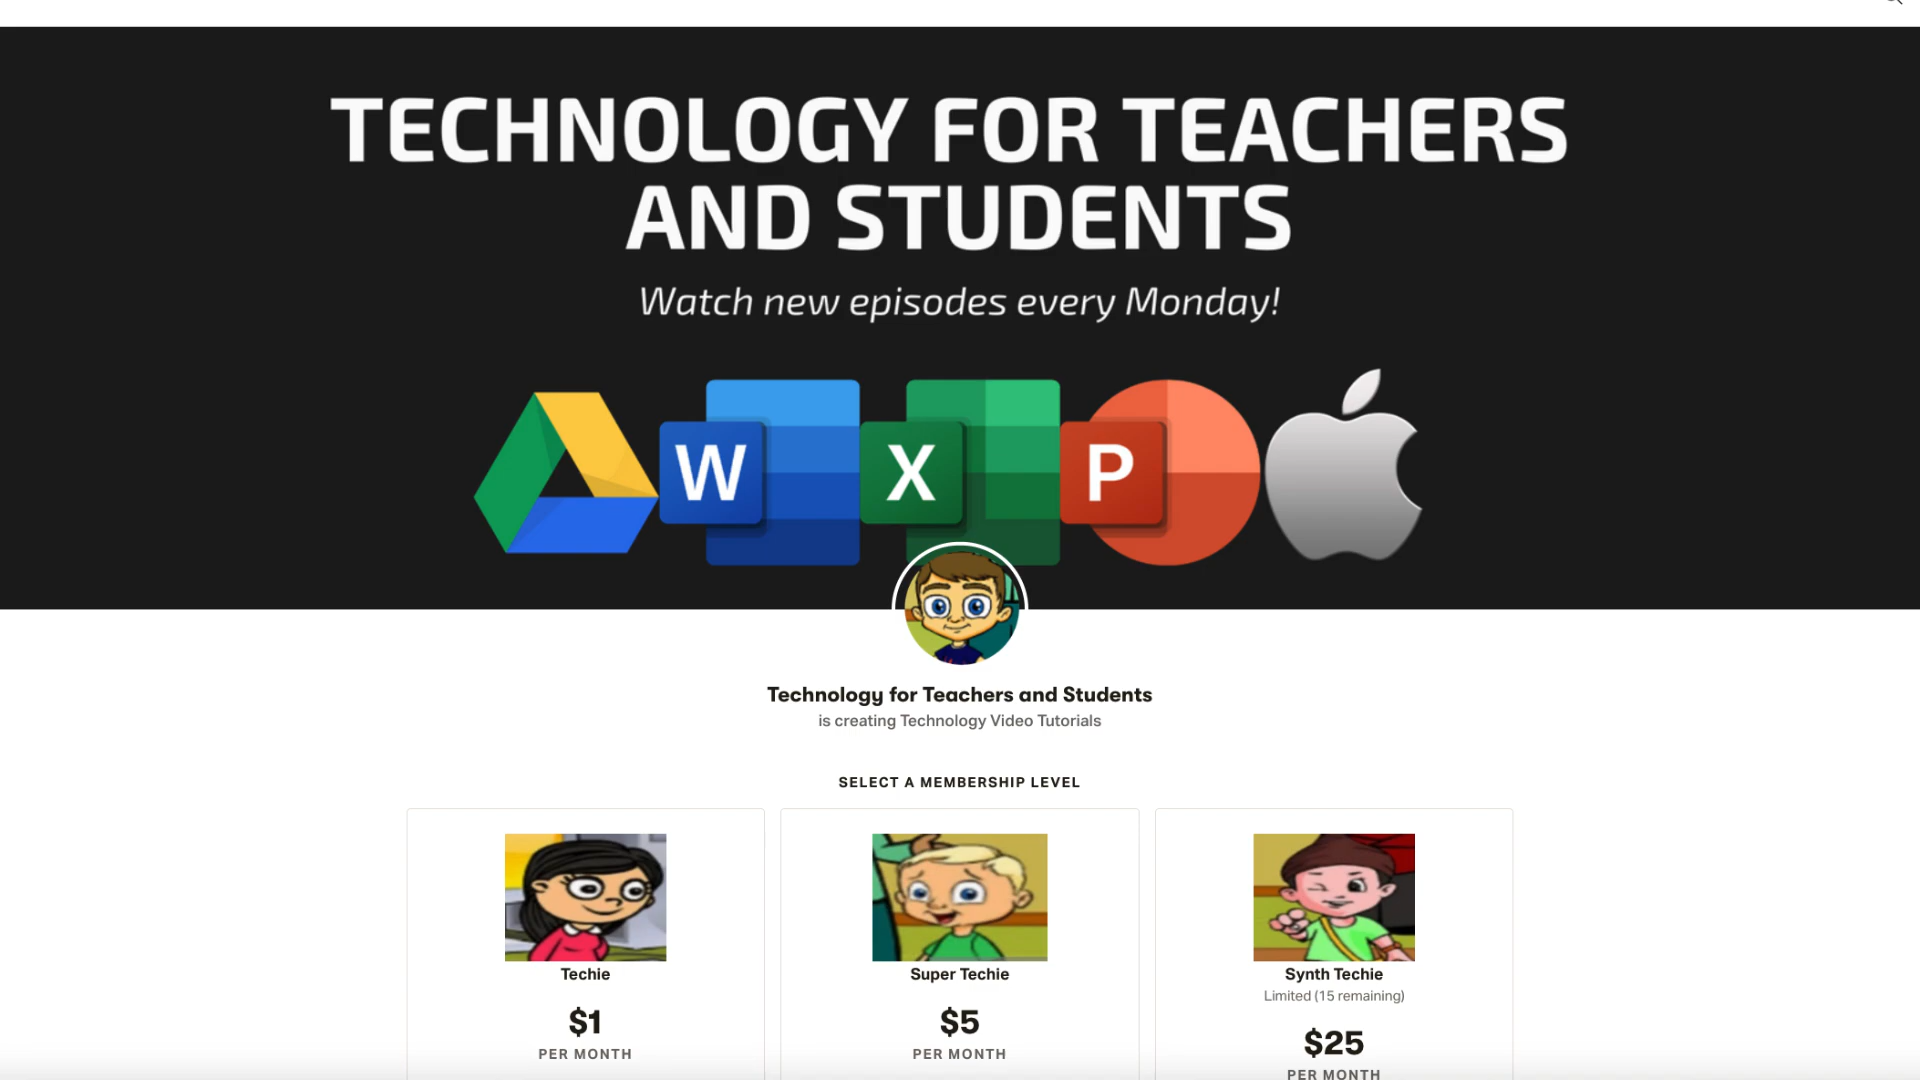 TECHNOLOGY FOR TEACHERS
AND STUDENTS
Watch new episodes every Monday!
W X P
Technology for Teachers and Students
is creating Technology Video Tutorials
SELECT A MEMBERSHIP LEVEL
Techie
$1
PER MONTH
Super Techie
$5
PER MONTH
Synth Techie
Limited (15 remaining)
$25
PER MONTH